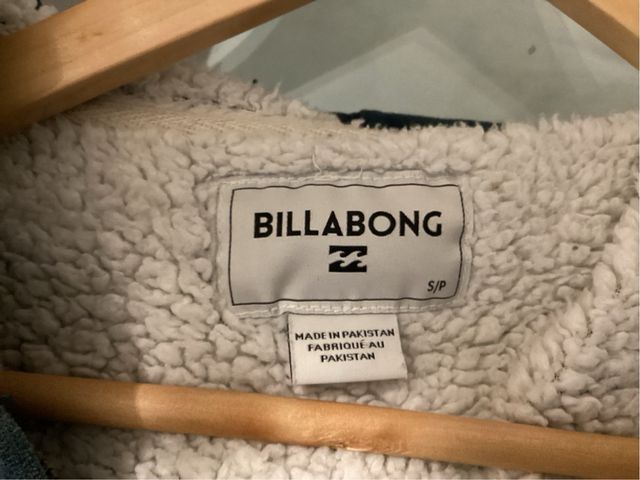 BILLABONG
S/P
MADE IN PAKISTAN
FABRIQUÉ AU
PAKISTAN